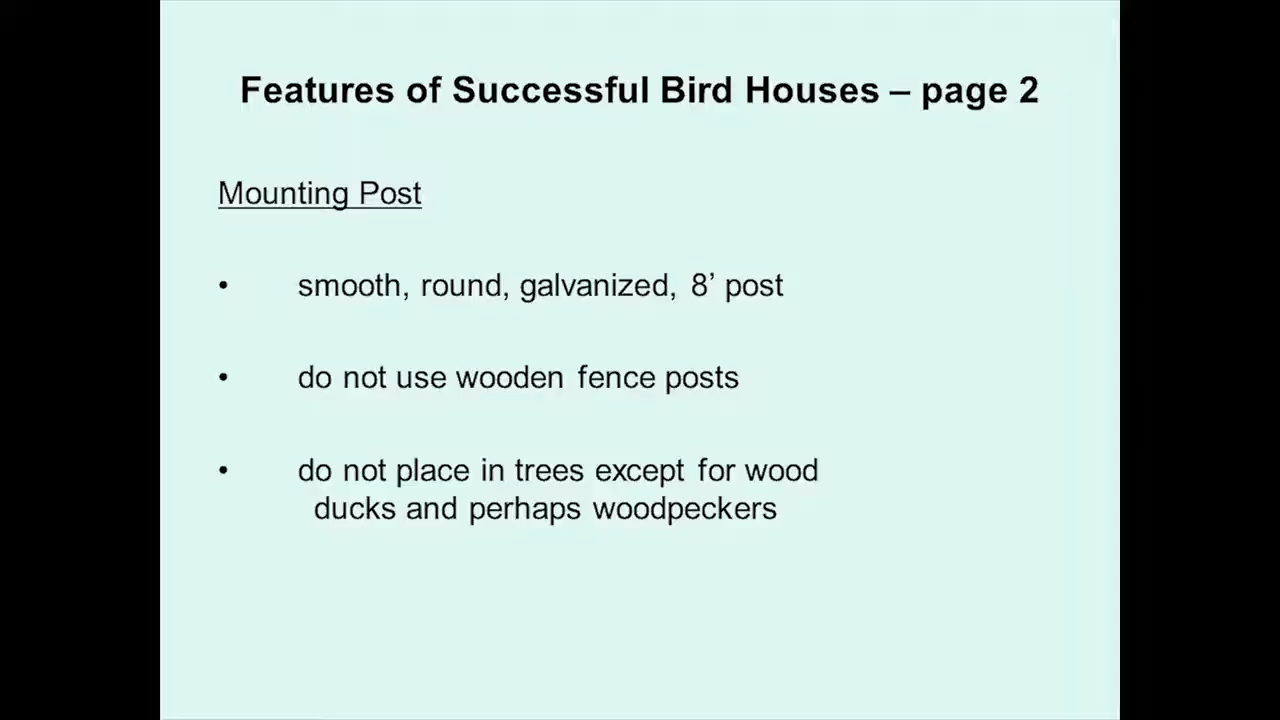 Features of Successful Bird Houses – page 2
Mounting Post
• smooth, round, galvanized, 8’ post
• do not use wooden fence posts
• do not place in trees except for wood
ducks and perhaps woodpeckers